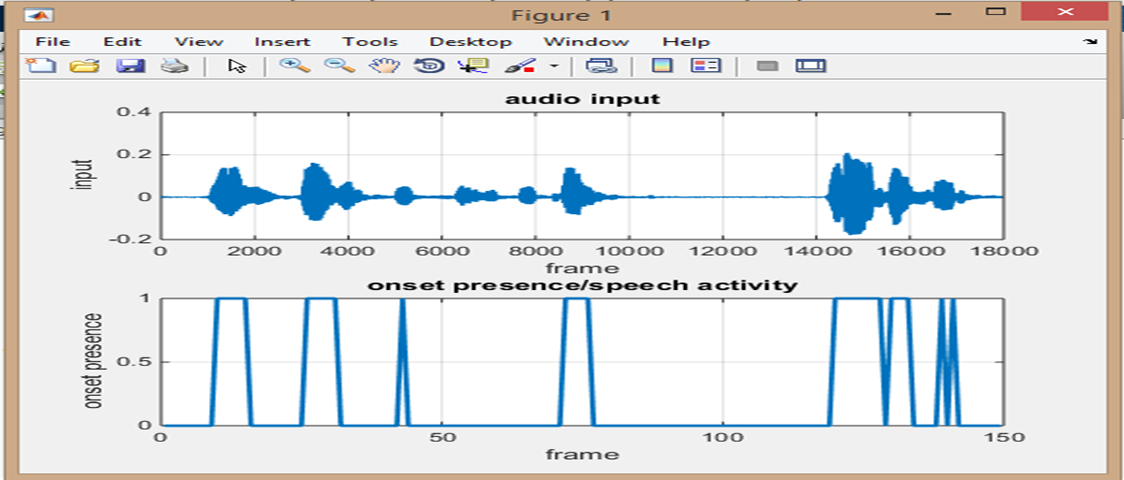 Figure 1
File Edit View Insert Tools Desktop Window Help
audio input
0.4
0.2
0
-0.2
input
0 2000 4000 6000 8000 10000 12000 14000 16000 18000
frame
onset presence/speech activity
1
0.5
0
onset presence
0 50 100 150
frame